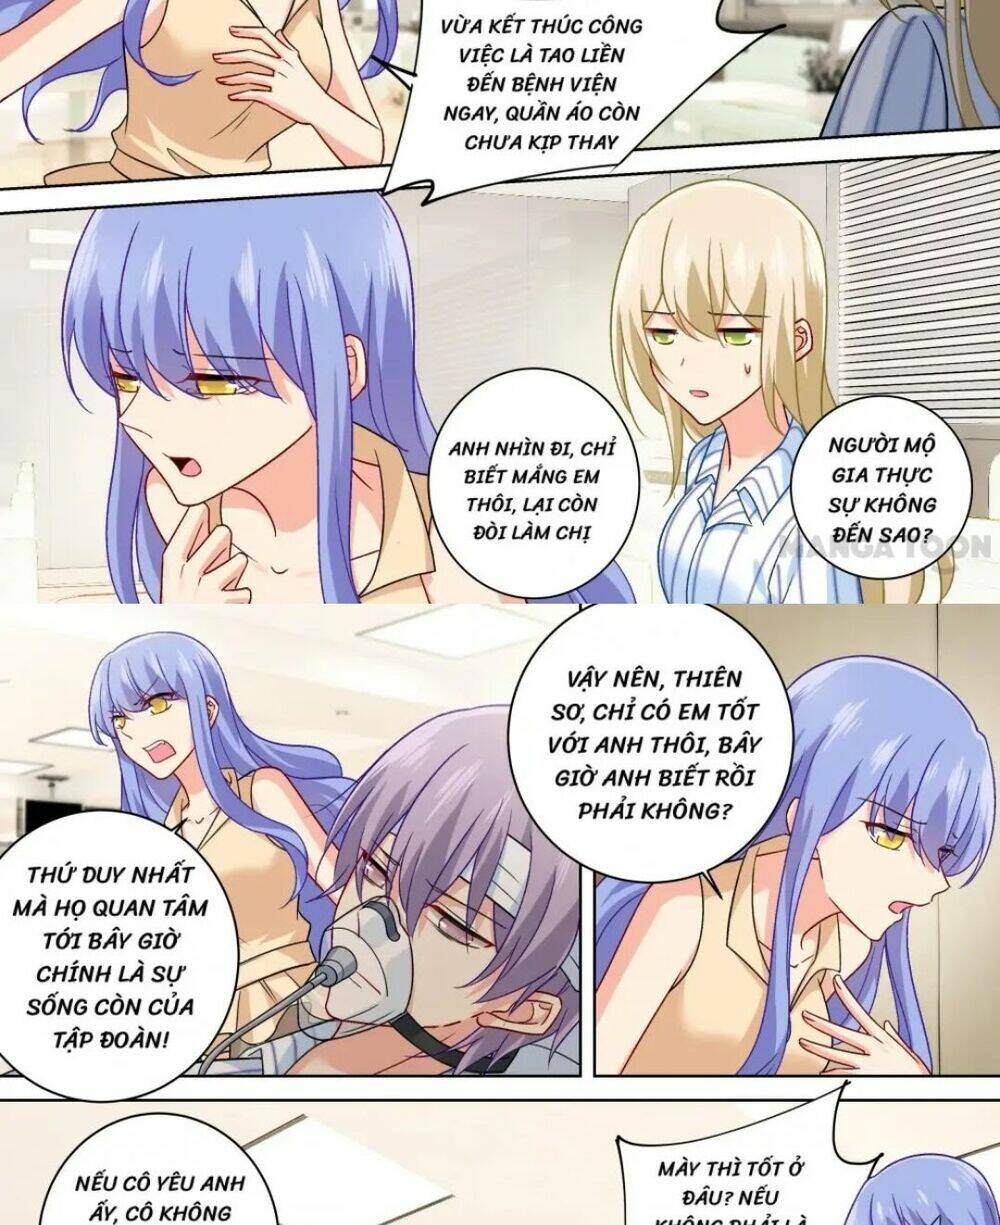 VỪA KẾT THÚC CÔNG
VIỆC LÀ TAO LIỀN
ĐẾN BỆNH VIỆN
NGAY, QUẦN ÁO CÒN
CHƯA KỊP THAY
ANH NHÌN ĐI, CHỈ
BIẾT MẮNG EM
THÔI, LẠI CÒN
ĐÒI LÀM CHỊ
NGƯỜI MỘ
GIA THỰC
SỰ KHÔNG
ĐẾN SAO?
MANGATOON
VẬY NÊN, THIÊN
SƠ, CHỈ CÓ EM TỐT
VỚI ANH THÔI, BÂY
GIỜ ANH BIẾT RỒI
PHẢI KHÔNG?
THỨ DUY NHẤT
MÀ HỌ QUAN TÂM
TỚI BÂY GIỜ
CHÍNH LÀ SỰ
SỐNG CÒN CỦA
TẬP ĐOÀN!
NẾU CÔ YÊU ANH
ẤY, CÔ KHÔNG
MÀY THÌ TỐT Ở
ĐÂU? NẾU
KHÔNG PHẢI LÀ